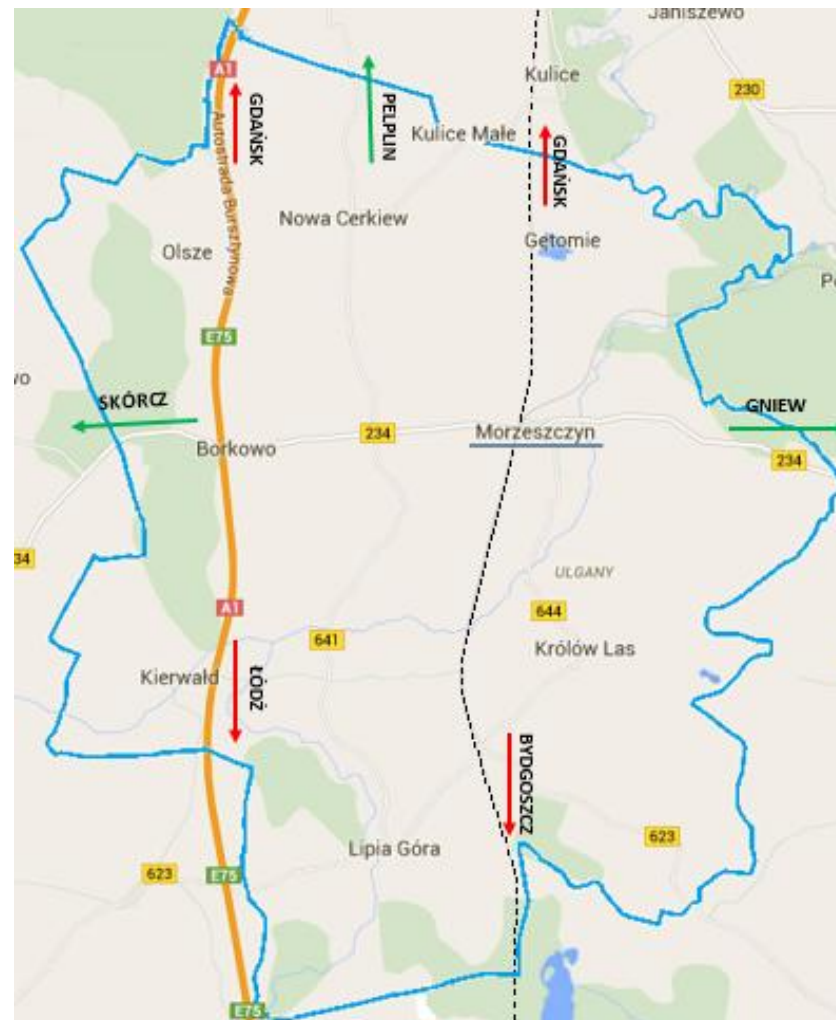 Janiszewo
A1
Kulice
230
GDAŃSK
PELPLIN
Autostrada Bursztynowa
Kulice Małe
GDAŃSK
Nowa Cerkiew
Olsze
Gętomie
E75
SKÓRCZ
GNIEW
234
Morzeszczyn
Borkowo
234
34
ULGANY
A1
644
641
Królów Las
Kierwałd
ŁÓDŹ
BYDGOSZCZ
623
Lipia Góra
623
E75
E75